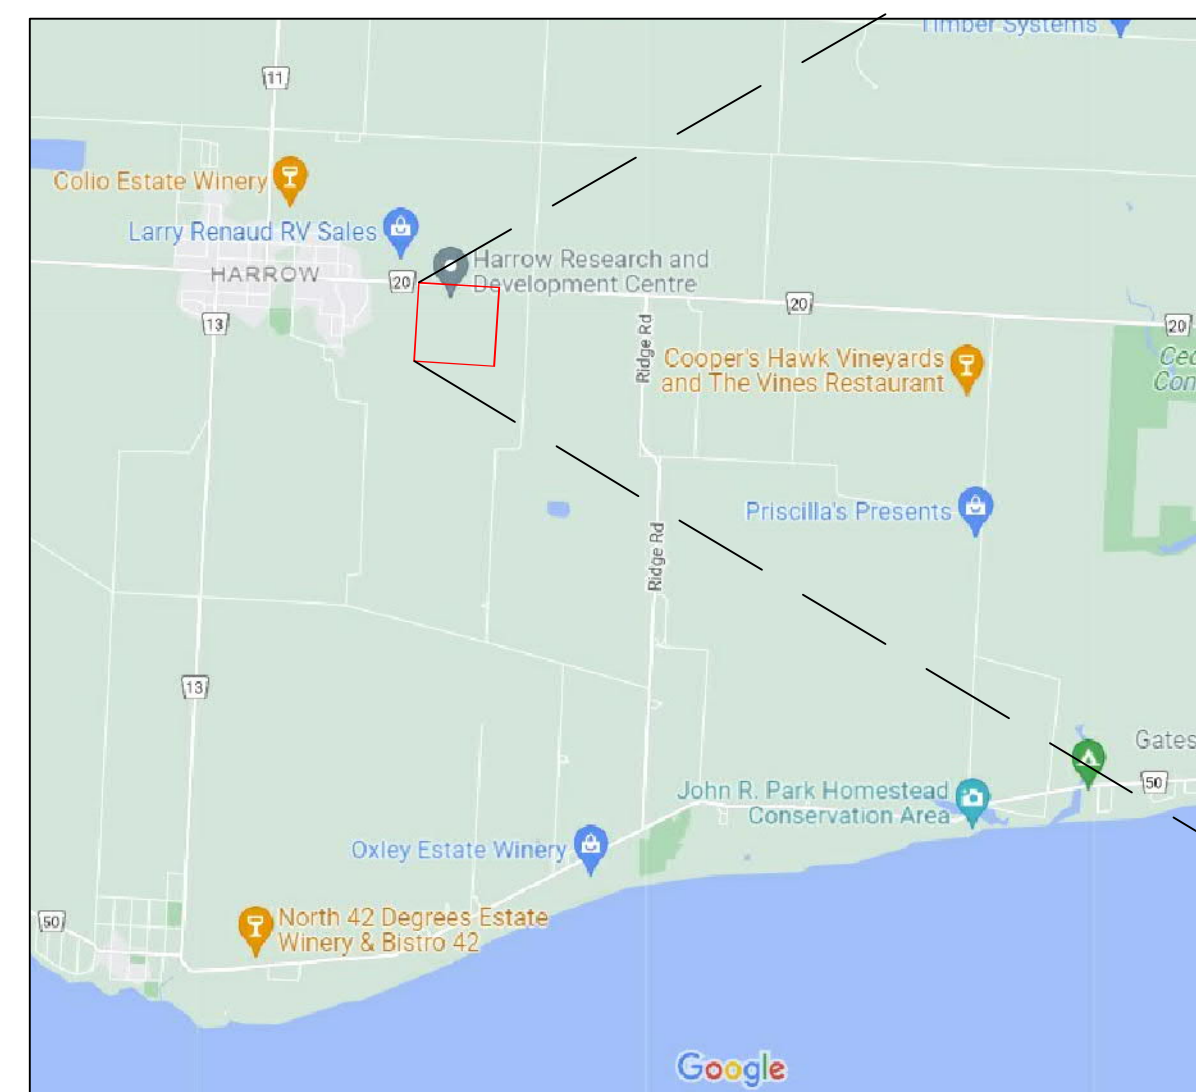 Timber Systems
11
Colio Estate Winery
Larry Renaud RV Sales
HARROW
20
Harrow Research and
Development Centre
20
20
13
Ridge Rd
Cooper's Hawk Vineyards
and The Vines Restaurant
Priscilla's Presents
Ridge Rd
13
Gates
50
John R. Park Homestead
Conservation Area
Oxley Estate Winery
50
North 42 Degrees Estate
Winery & Bistro 42
Google